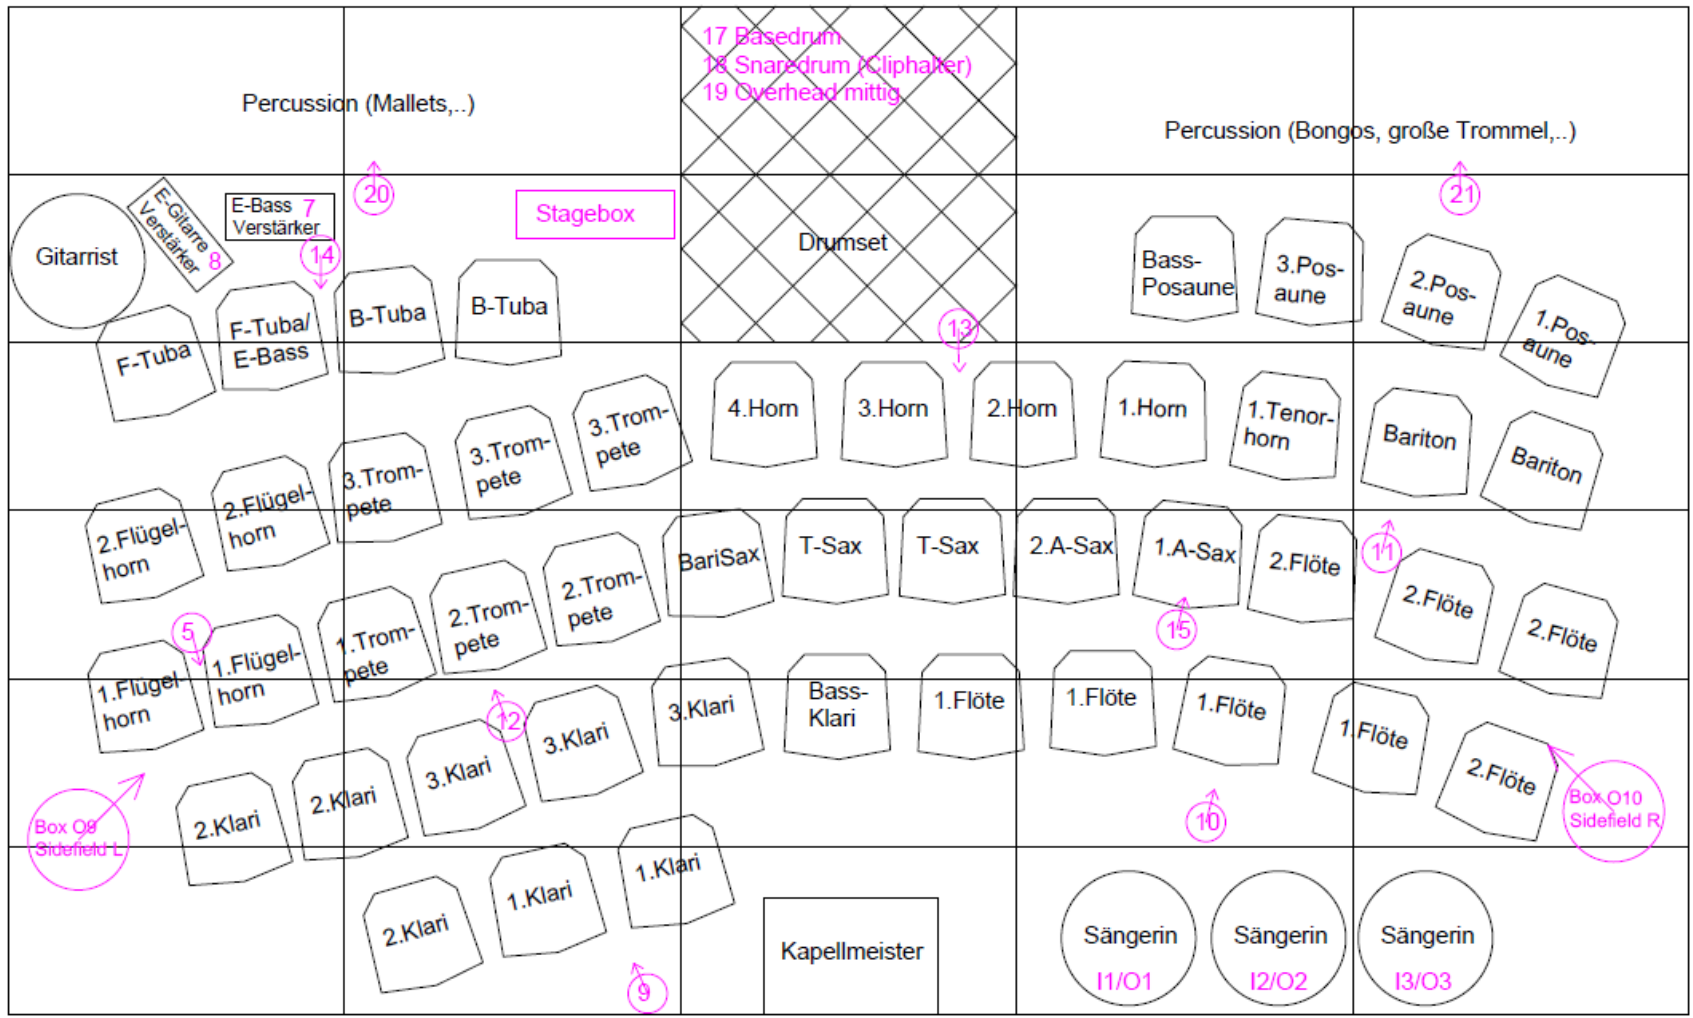 17 Basedrum
18 Snaredrum (Cliphalter)
19 Overhead mittig
Percussion (Mallets,..)
Percussion (Bongos, große Trommel,..)
20
21
Gitarrist
E-Gitarre
Verstärker
8
E-Bass 7
Verstärker
14
Stagebox
Drumset
Bass-
Posaune
3.Pos-
aune
2.Pos-
aune
1.Pos-
aune
F-Tuba
F-Tuba/
E-Bass
B-Tuba
B-Tuba
13
3.Trom-
pete
4.Horn
3.Horn
2.Horn
1.Horn
1.Tenor-
horn
Bariton
Bariton
2.Flügel-
horn
2.Flügel-
horn
3.Trom-
pete
3.Trom-
pete
BariSax
T-Sax
T-Sax
2.A-Sax
1.A-Sax
2.Flöte
11
2.Flöte
2.Flöte
5
15
1.Flügel-
horn
1.Flügel-
horn
1.Trom-
pete
2.Trom-
pete
2.Trom-
pete
12
2.Klari
2.Klari
3.Klari
3.Klari
3.Klari
Bass-
Klari
1.Flöte
1.Flöte
1.Flöte
1.Flöte
2.Flöte
Box O9
Sidefield L
10
Box O10
Sidefield R
2.Klari
1.Klari
1.Klari
9
Kapellmeister
Sängerin
I1/O1
Sängerin
I2/O2
Sängerin
I3/O3